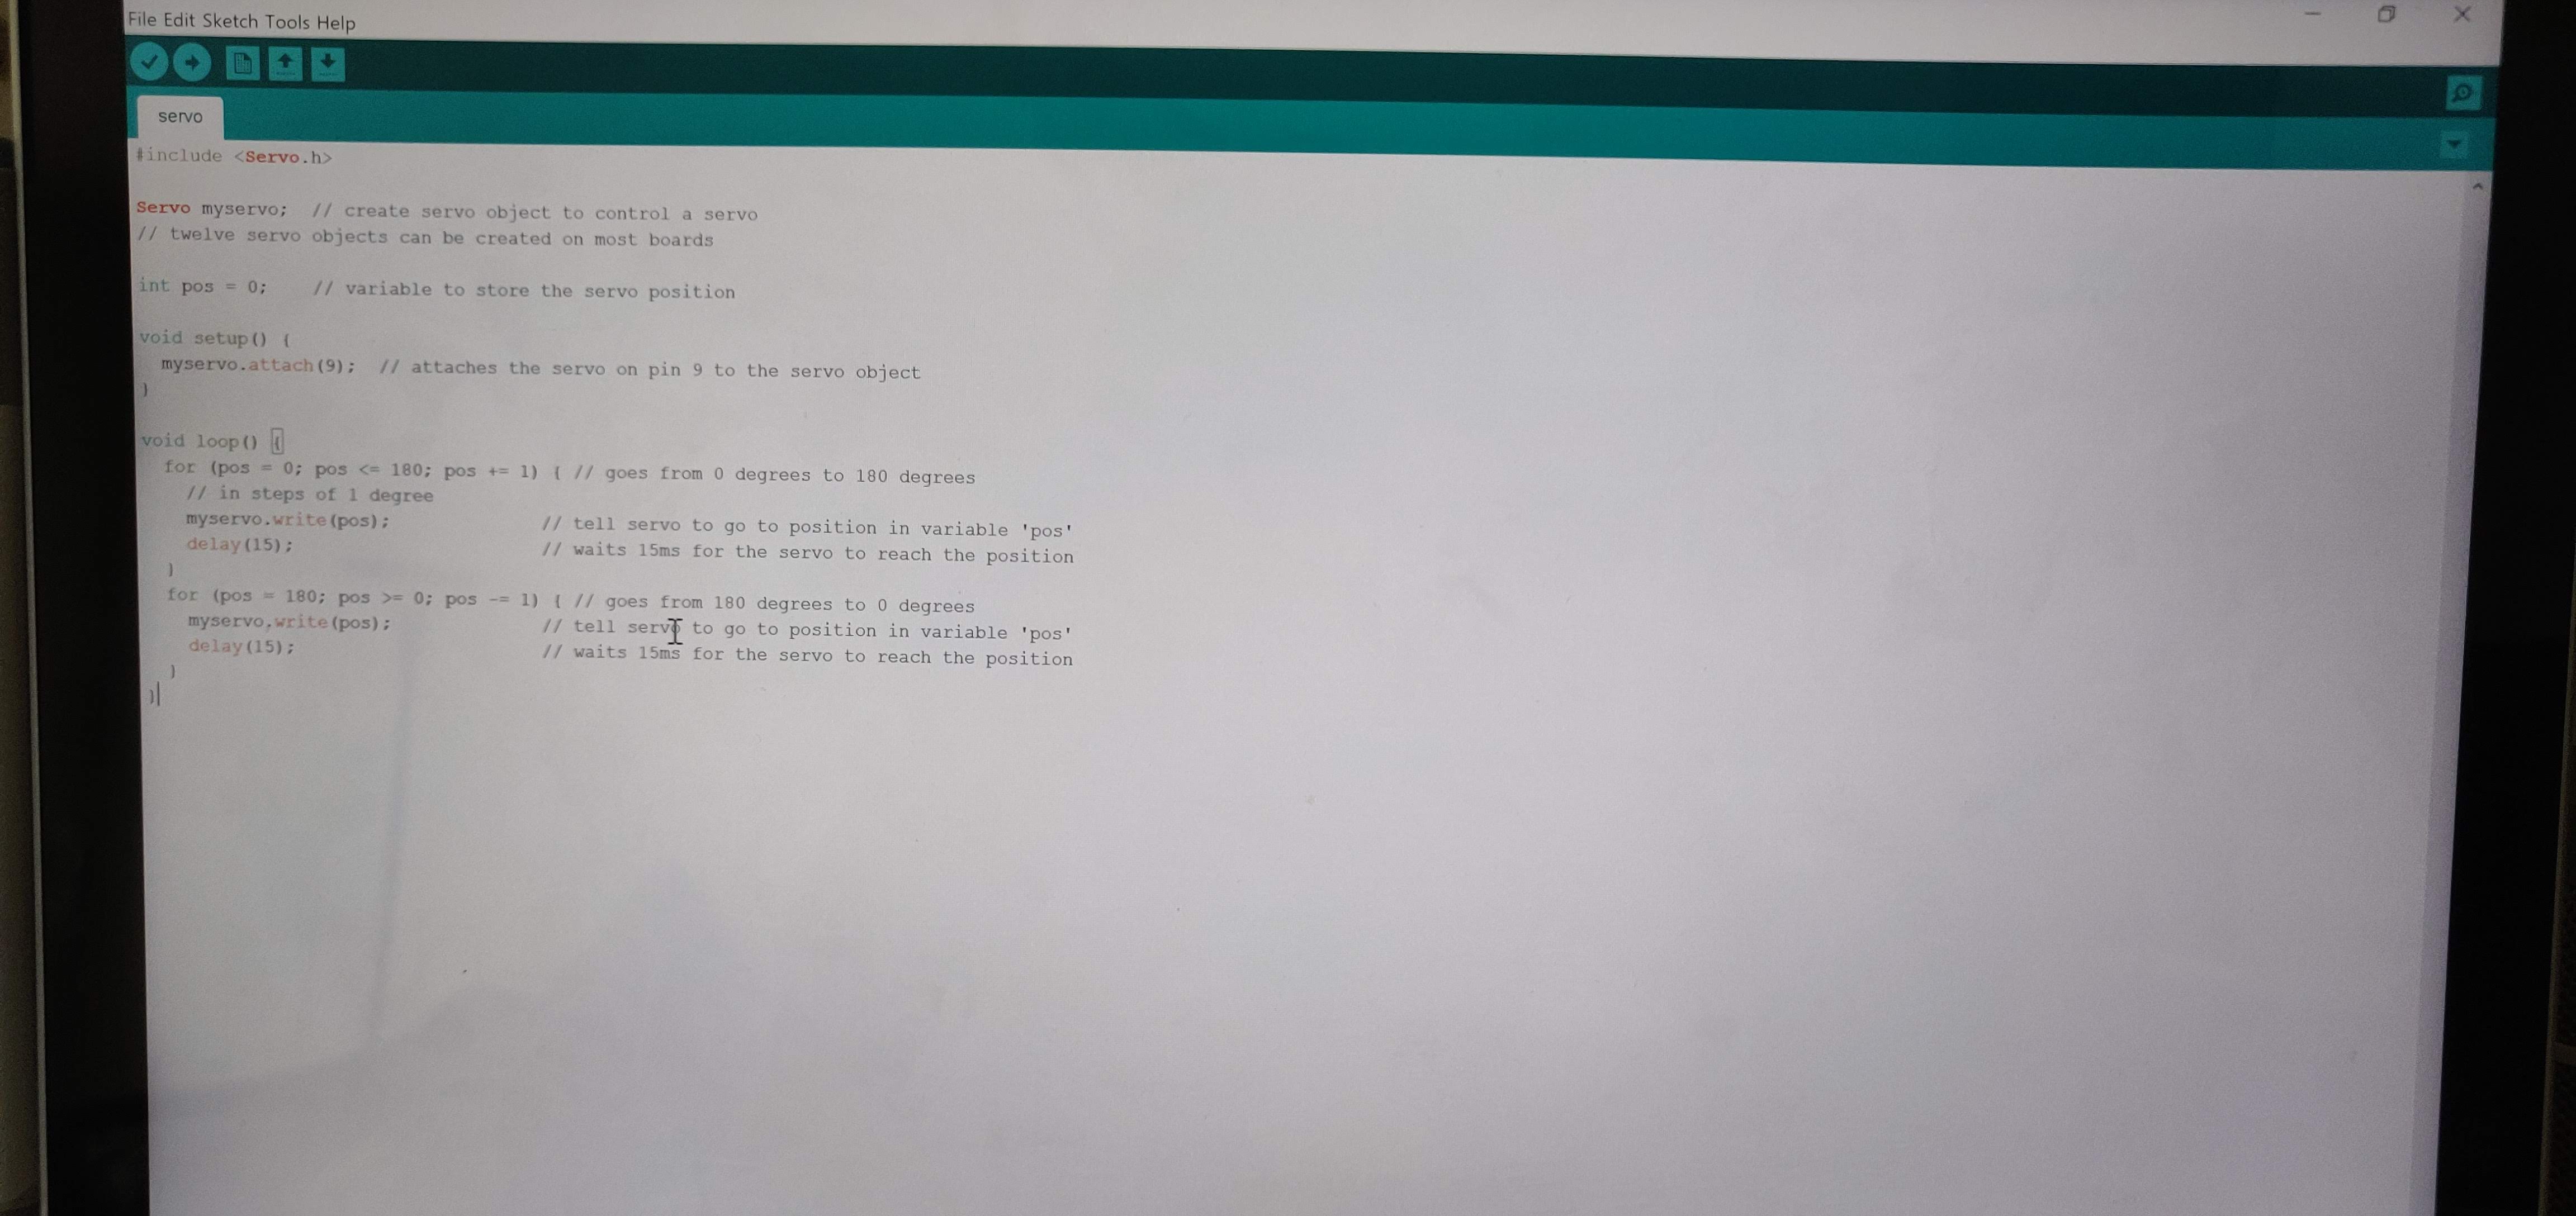 File Edit Sketch Tools Help
servo
#include <Servo.h>
Servo myservo;  // create servo object to control a servo
// twelve servo objects can be created on most boards
int pos = 0;    // variable to store the servo position
void setup() {
  myservo.attach(9);  // attaches the servo on pin 9 to the servo object
}
void loop() {
  for (pos = 0; pos <= 180; pos += 1) { // goes from 0 degrees to 180 degrees
    // in steps of 1 degree
    myservo.write(pos);              // tell servo to go to position in variable 'pos'
    delay(15);                       // waits 15ms for the servo to reach the position
  }
  for (pos = 180; pos >= 0; pos -= 1) { // goes from 180 degrees to 0 degrees
    myservo.write(pos);              // tell servo to go to position in variable 'pos'
    delay(15);                       // waits 15ms for the servo to reach the position
  }
}